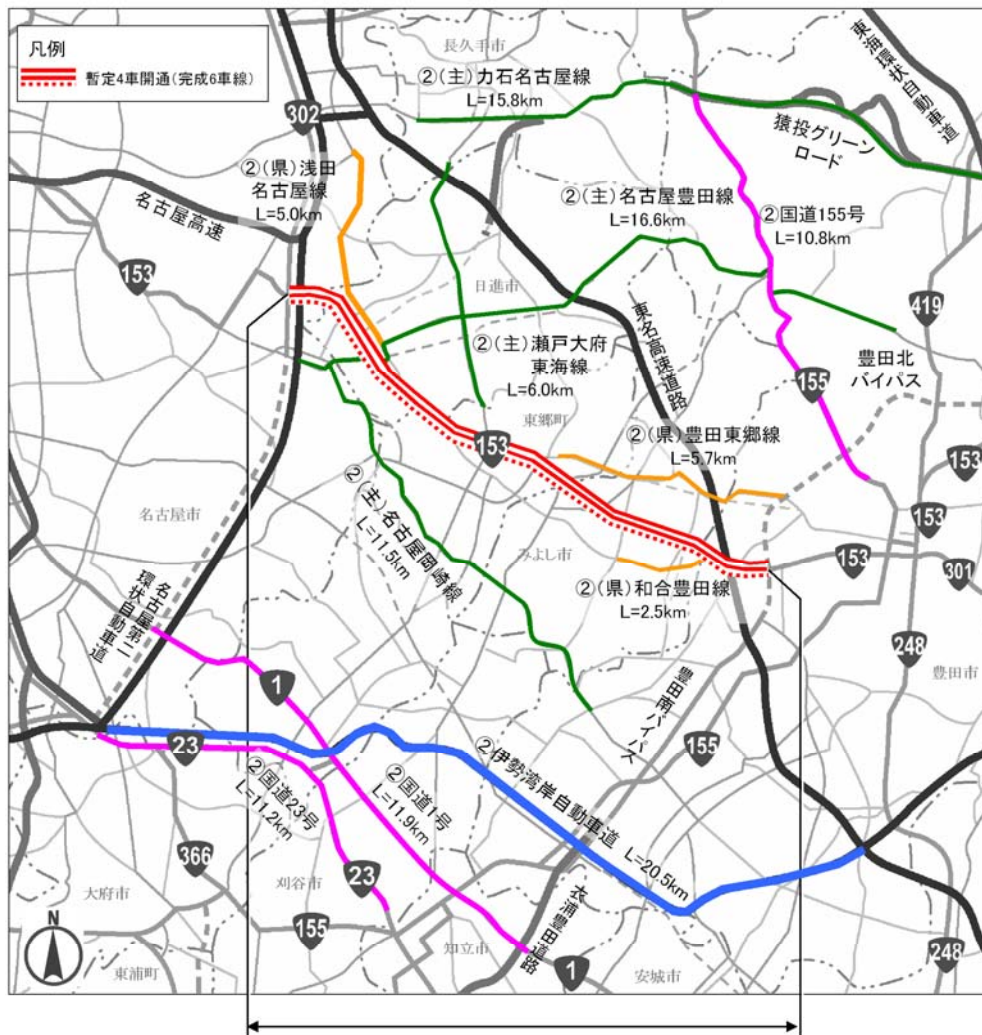 凡例
暫定4車開通(完成6車線)
長久手市
②(主)力石名古屋線
L=15.8km
東海環状自動車道
302
猿投グリーン
ロード
②(県)浅田
名古屋線
L=5.0km
名古屋高速
②(主)名古屋豊田線
L=16.6km
②国道155号
L=10.8km
153
日進市
419
東名高速道路
②(主)瀬戸大府
東海線
L=6.0km
豊田北
バイパス
155
東郷町
153
②(県)豊田東郷線
L=5.7km
153
153
名古屋市
②(主)名古屋岡崎線
L=11.5km
みよし市
153
301
②(県)和合豊田線
L=2.5km
名古屋第二
環状自動車道
248
豊田市
1
豊田南バイパス
155
23
②伊勢湾岸自動車道
L=20.5km
②国道23号
L=11.2km
②国道1号
L=11.9km
366
大府市
刈谷市
23
衣浦豊田道路
N
155
知立市
248
東浦町
1
安城市